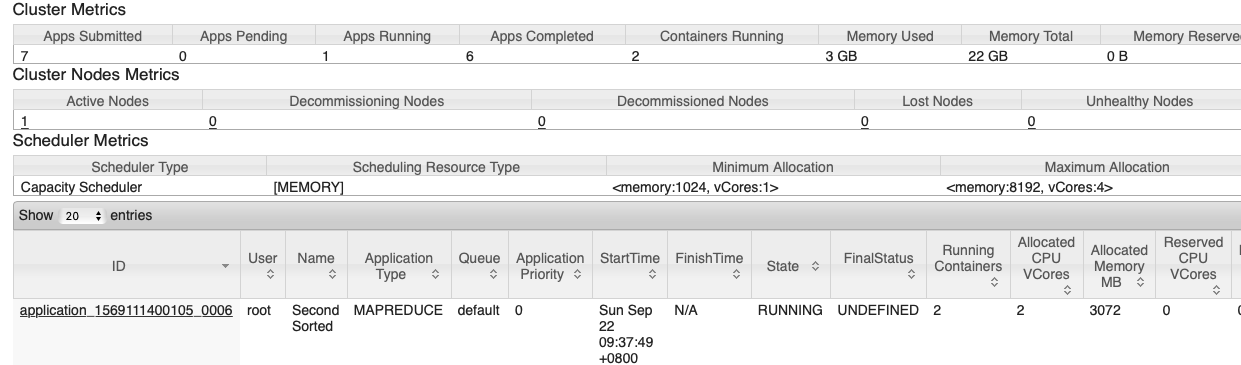 Cluster Metrics
Apps Submitted Apps Pending Apps Running Apps Completed Containers Running Memory Used Memory Total Memory Reserve
7 0 1 6 2 3 GB 22 GB 0 B
Cluster Nodes Metrics
Active Nodes Decommissioning Nodes Decommissioned Nodes Lost Nodes Unhealthy Nodes
1 0 0 0 0
Scheduler Metrics
Scheduler Type Scheduling Resource Type Minimum Allocation Maximum Allocation
Capacity Scheduler [MEMORY] <memory:1024, vCores:1> <memory:8192, vCores:4>
Show 20 entries
ID User Name Application Type Queue Application Priority StartTime FinishTime State FinalStatus Running Containers Allocated CPU VCores Allocated Memory MB Reserved CPU VCores
application_1569111400105_0006 root Second Sorted MAPREDUCE default 0 Sun Sep 22 09:37:49 +0800 N/A RUNNING UNDEFINED 2 2 3072 0